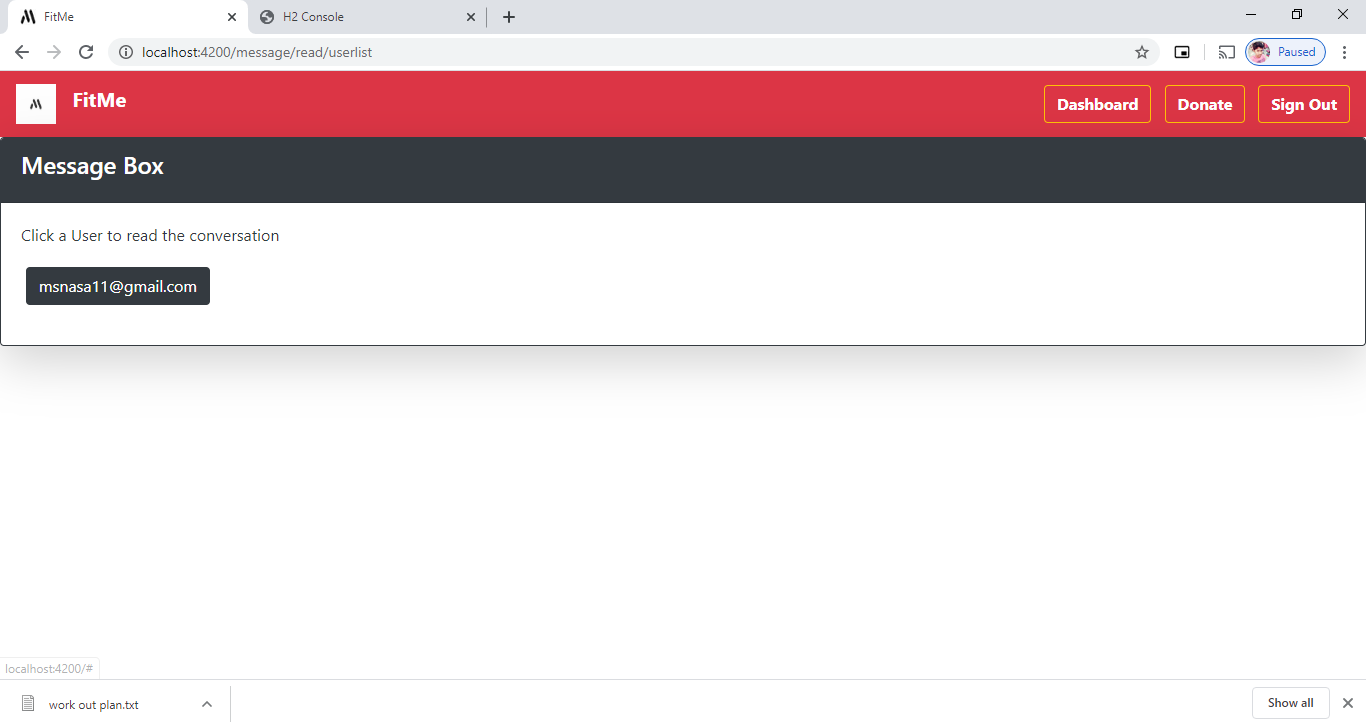 FitMe
H2 Console
localhost:4200/message/read/userlist
Paused
FitMe
Dashboard
Donate
Sign Out
Message Box
Click a User to read the conversation
msnasa11@gmail.com
localhost:4200/#
work out plan.txt
Show all